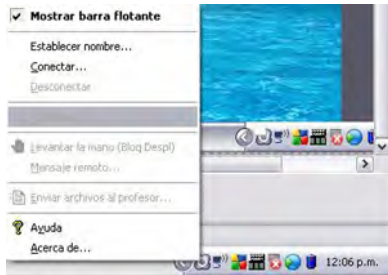 Mostrar barra flotante
Establecer nombre...
Conectar...
Desconectar
Levantar la mano (Bloq Despl)
Mensaje remoto...
Enviar archivos al profesor...
Ayuda
Acerca de...
12:06 p.m.